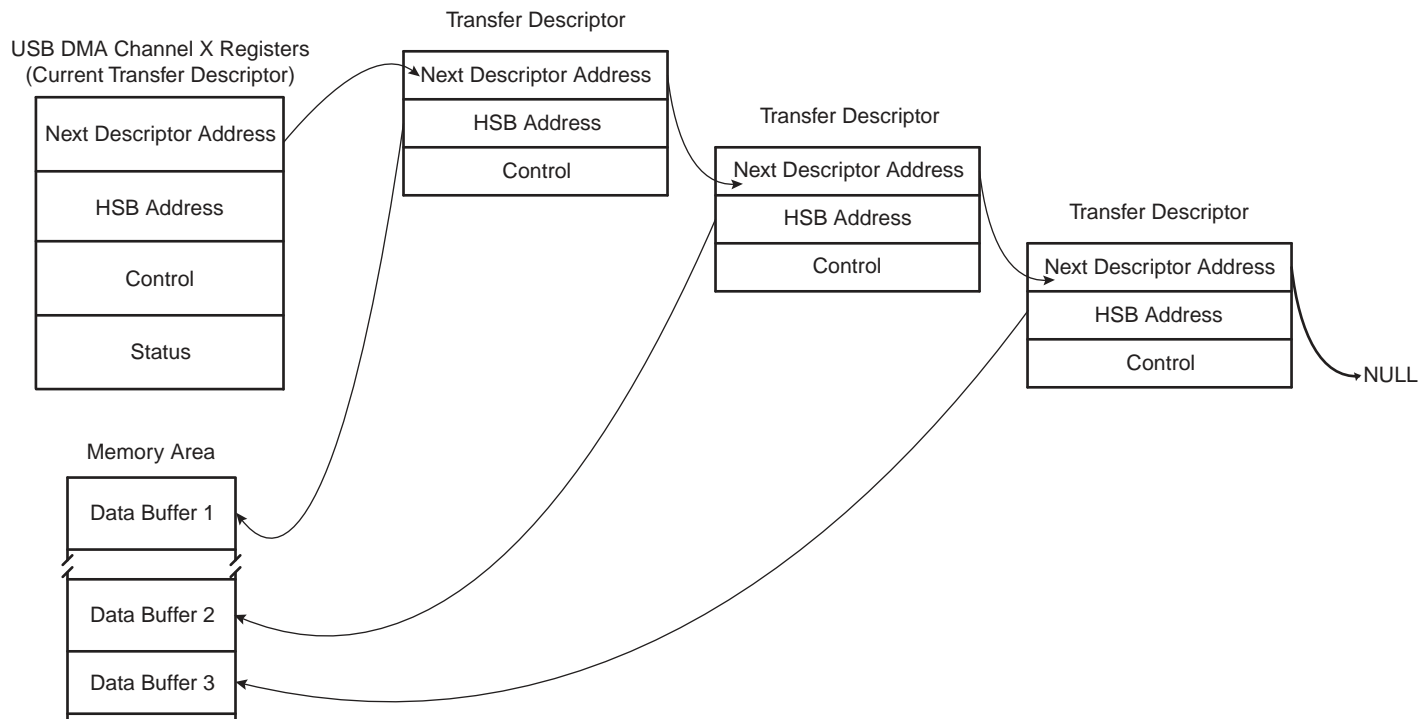 Transfer Descriptor
USB DMA Channel X Registers
(Current Transfer Descriptor)
Next Descriptor Address
HSB Address
Control
Status
Next Descriptor Address
HSB Address
Control
Transfer Descriptor
Next Descriptor Address
HSB Address
Control
Transfer Descriptor
Next Descriptor Address
HSB Address
Control
NULL
Memory Area
Data Buffer 1
Data Buffer 2
Data Buffer 3